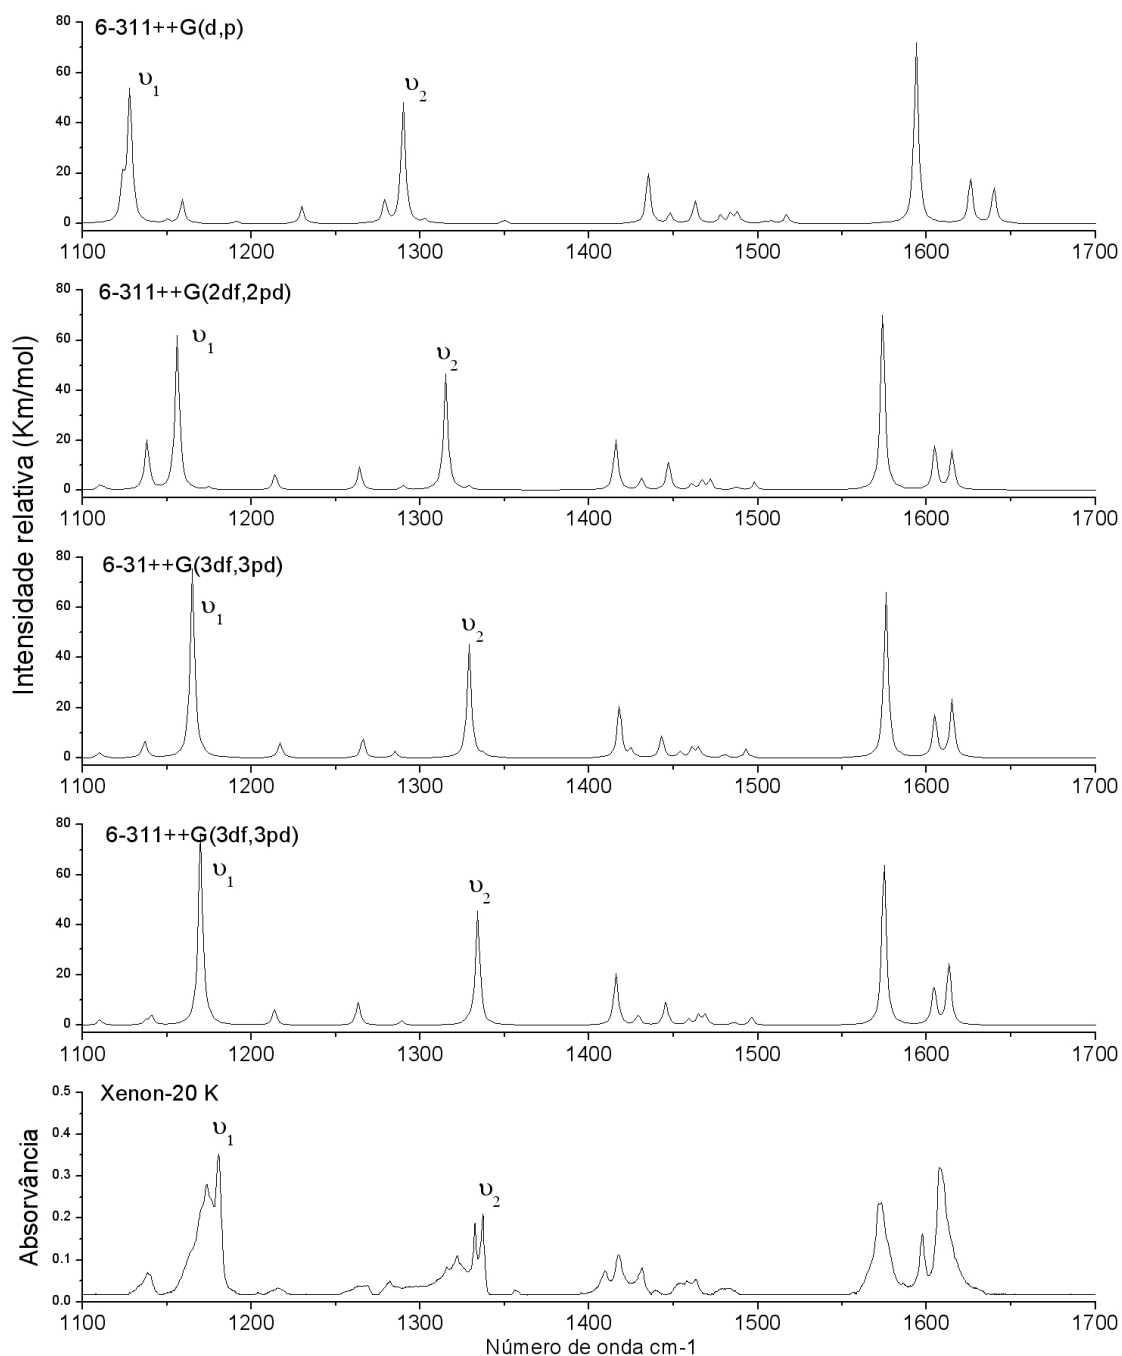 Intensidade relativa (Km/mol)
6-311++G(d,p)
υ1
υ2
80
60
40
20
0
1100 1200 1300 1400 1500 1600 1700
6-311++G(2df,2pd)
υ1
υ2
80
60
40
20
0
1100 1200 1300 1400 1500 1600 1700
6-31++G(3df,3pd)
υ1
υ2
80
60
40
20
0
1100 1200 1300 1400 1500 1600 1700
6-311++G(3df,3pd)
υ1
υ2
80
60
40
20
0
1100 1200 1300 1400 1500 1600 1700
Absorvância
Xenon-20 K
υ1
υ2
0.5
0.4
0.3
0.2
0.1
0.0
1100 1200 1300 1400 1500 1600 1700
Número de onda cm-1